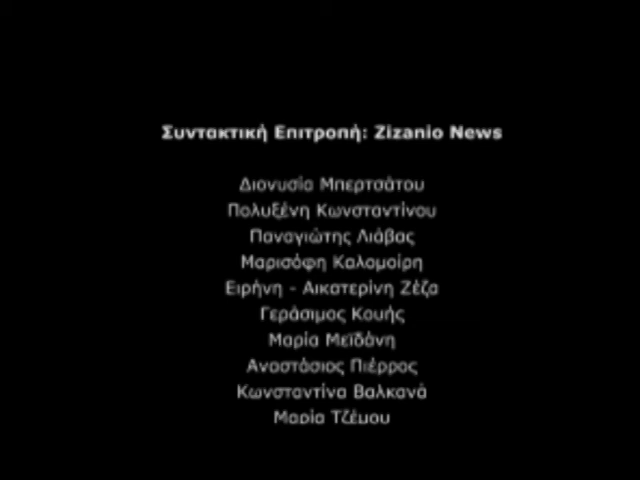 Συντακτική Επιτροπή: Zizanio News
Διονυσία Μπερτσάτου
Πολυξένη Κωνσταντίνου
Παναγιώτης Λιάβας
Μαρισόφη Καλομοίρη
Ειρήνη - Αικατερίνη Ζέζα
Γεράσιμος Κουής
Μαρία Μεϊδάνη
Αναστάσιος Πιέρρος
Κωνσταντίνα Βαλκανά
Μαρία Τζέμου